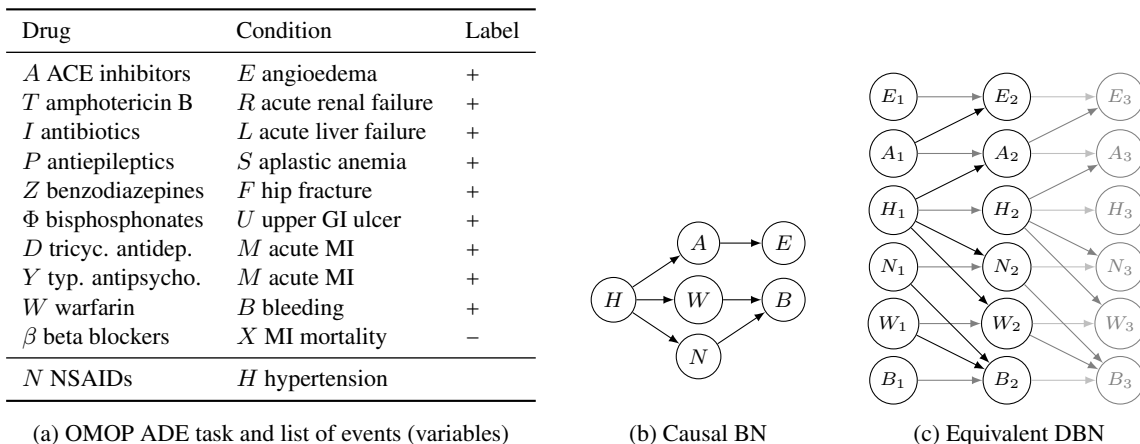 Drug Condition Label
A ACE inhibitors E angioedema +
T amphotericin B R acute renal failure +
I antibiotics L acute liver failure +
P antiepileptics S aplastic anemia +
Z benzodiazepines F hip fracture +
Φ bisphosphonates U upper GI ulcer +
D tricyc. antidep. M acute MI +
Y typ. antipsycho. M acute MI +
W warfarin B bleeding +
β beta blockers X MI mortality –
N NSAIDs H hypertension
(a) OMOP ADE task and list of events (variables)
A E
H W B
N
(b) Causal BN
E1 E2 E3
A1 A2 A3
H1 H2 H3
N1 N2 N3
W1 W2 W3
B1 B2 B3
(c) Equivalent DBN